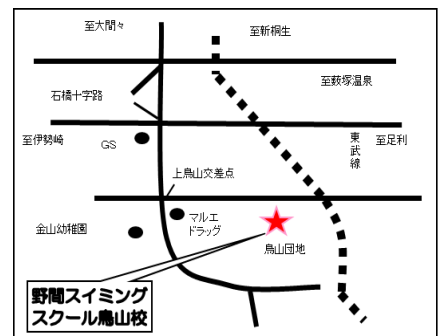 至大間々
至新桐生
至薮塚温泉
石橋十字路
至伊勢崎
GS
東武線
至足利
上鳥山交差点
金山幼稚園
マルエ
ドラッグ
鳥山団地
野間スイミング
スクール鳥山校